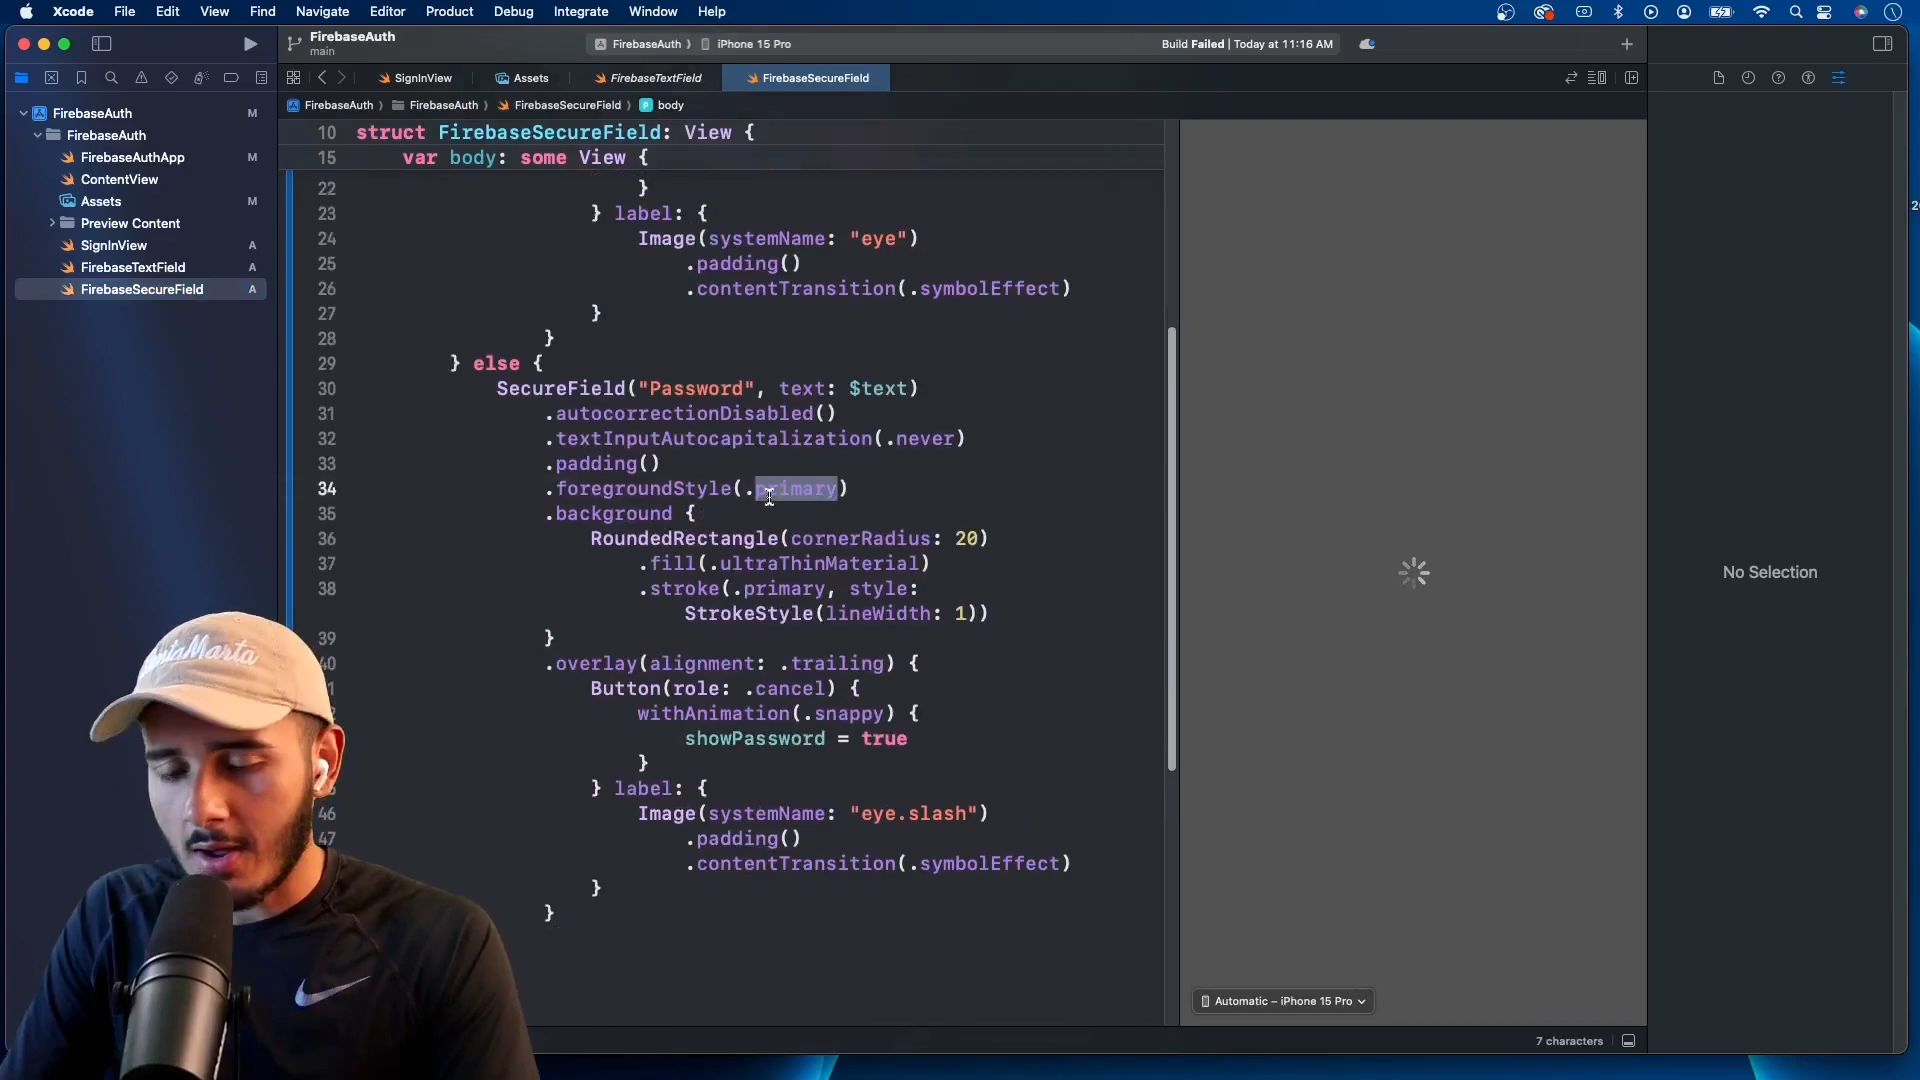 Xcode File Edit View Find Navigate Editor Product Debug Integrate Window Help
FirebaseAuth
main
FirebaseAuth iPhone 15 Pro
Build Failed | Today at 11:16 AM
SignInView Assets FirebaseTextField FirebaseSecureField
FirebaseAuth FirebaseAuth FirebaseSecureField body
FirebaseAuth M
FirebaseAuth
FirebaseAuthApp M
ContentView
Assets M
Preview Content
SignInView A
FirebaseTextField A
FirebaseSecureField A
10 struct FirebaseSecureField: View {
15 var body: some View {
22 }
23 } label: {
24 Image(systemName: "eye")
25 .padding()
26 .contentTransition(.symbolEffect)
27 }
28 }
29 } else {
30 SecureField("Password", text: $text)
31 .autocorrectionDisabled()
32 .textInputAutocapitalization(.never)
33 .padding()
34 .foregroundStyle(.primary)
35 .background {
36 RoundedRectangle(cornerRadius: 20)
37 .fill(.ultraThinMaterial)
38 .stroke(.primary, style:
StrokeStyle(lineWidth: 1))
39 }
.overlay(alignment: .trailing) {
Button(role: .cancel) {
withAnimation(.snappy) {
showPassword = true
}
} label: {
46 Image(systemName: "eye.slash")
47 .padding()
.contentTransition(.symbolEffect)
}
}
No Selection
Automatic – iPhone 15 Pro
7 characters